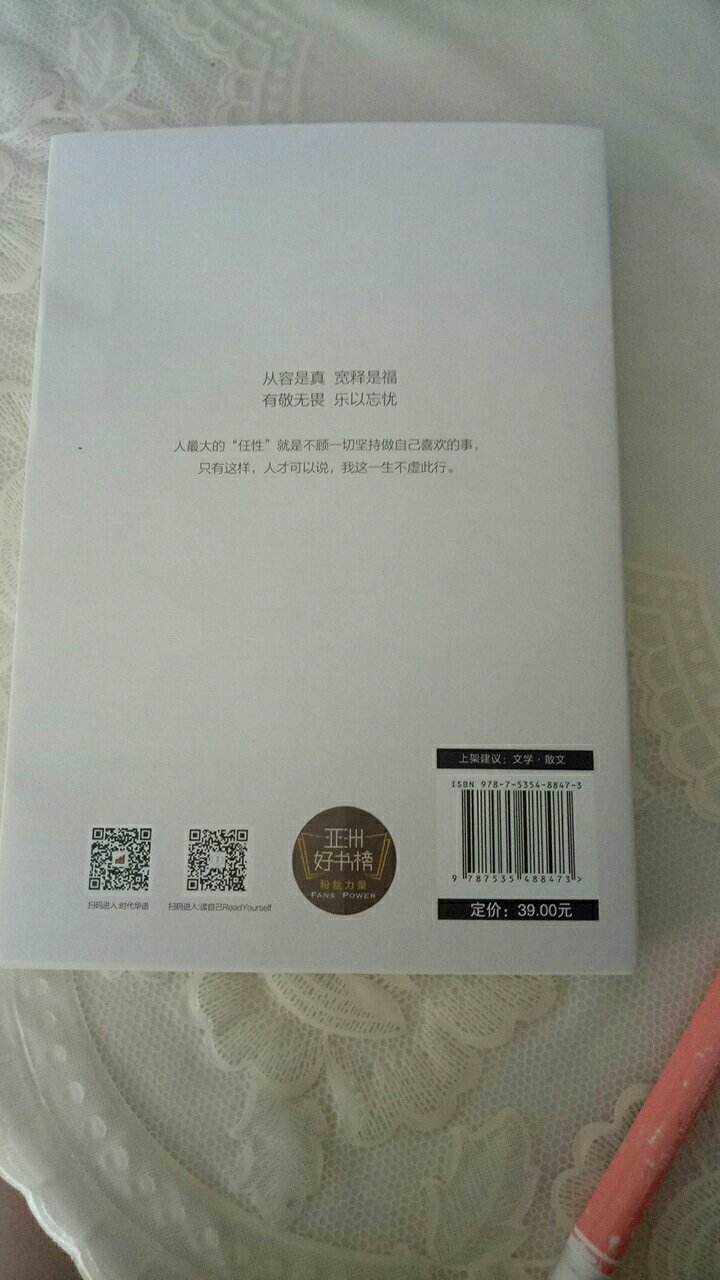 从容是真 宽释是福
有敬无畏 乐以忘忧
人最大的“任性”就是不顾一切坚持做自己喜欢的事，
只有这样，人才可以说，我这一生不虚此行。
上架建议：文学·散文
ISBN 978-7-5354-8847-3
9 787535 488473 >
定价：39.00元
亚洲
好书榜
粉丝力量
FANS POWER
扫码进入:时代华语
扫码进入:读自己ReadYourself